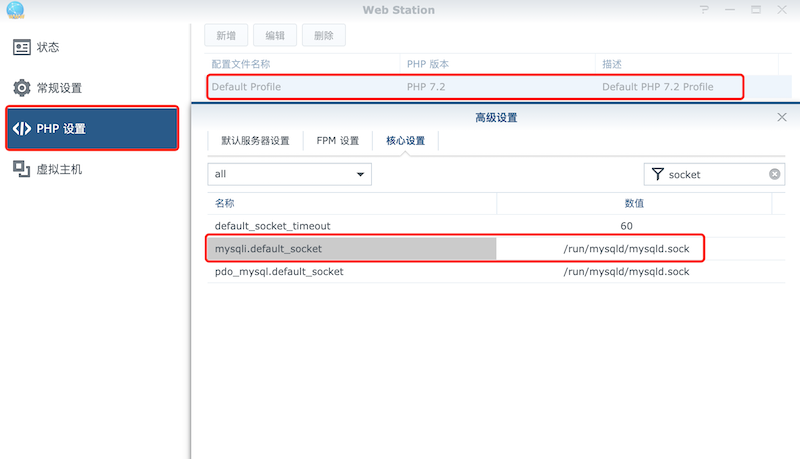 Web Station
状态
常规设置
PHP 设置
虚拟主机
新增 编辑 删除
配置文件名称 PHP 版本 描述
Default Profile PHP 7.2 Default PHP 7.2 Profile
高级设置
默认服务器设置 FPM 设置 核心设置
all socket
名称 数值
default_socket_timeout 60
mysqli.default_socket /run/mysqld/mysqld.sock
pdo_mysql.default_socket /run/mysqld/mysqld.sock